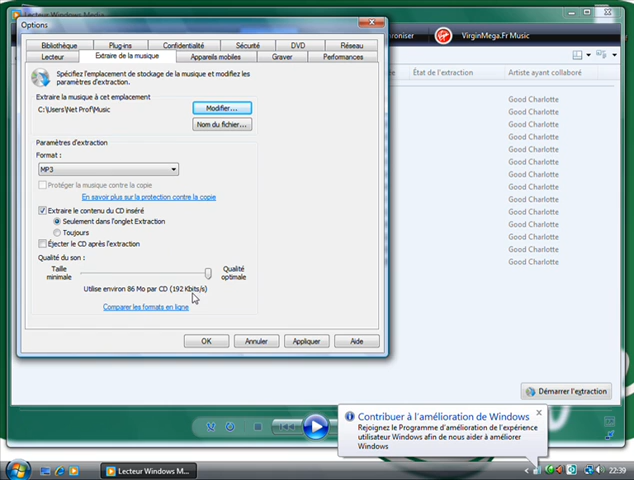 Lecteur Windows Media
Options
Bibliothèque Plug-ins Confidentialité Sécurité DVD Réseau
Lecteur Extraire de la musique Appareils mobiles Graver Performances
VirginMega.Fr Music
Spécifiez l'emplacement de stockage de la musique et modifiez les
paramètres d'extraction.
État de l'extraction Artiste ayant collaboré
Extraire la musique à cet emplacement
C:\Users\Net Prof\Music
Modifier...
Nom du fichier...
Paramètres d'extraction
Format :
MP3
Protéger la musique contre la copie
En savoir plus sur la protection contre la copie
Extraire le contenu du CD inséré
Seulement dans l'onglet Extraction
Toujours
Éjecter le CD après l'extraction
Qualité du son :
Taille
minimale
Qualité
optimale
Utilise environ 86 Mo par CD (192 Kbits/s)
Comparer les formats en ligne
OK Annuler Appliquer Aide
Good Charlotte
Good Charlotte
Good Charlotte
Good Charlotte
Good Charlotte
Good Charlotte
Good Charlotte
Good Charlotte
Good Charlotte
Good Charlotte
Good Charlotte
Good Charlotte
Good Charlotte
Good Charlotte
Démarrer l'extraction
Contribuer à l'amélioration de Windows
Rejoignez le Programme d'amélioration de l'expérience
utilisateur Windows afin de nous aider à améliorer
Windows
Lecteur Windows M...
22:39